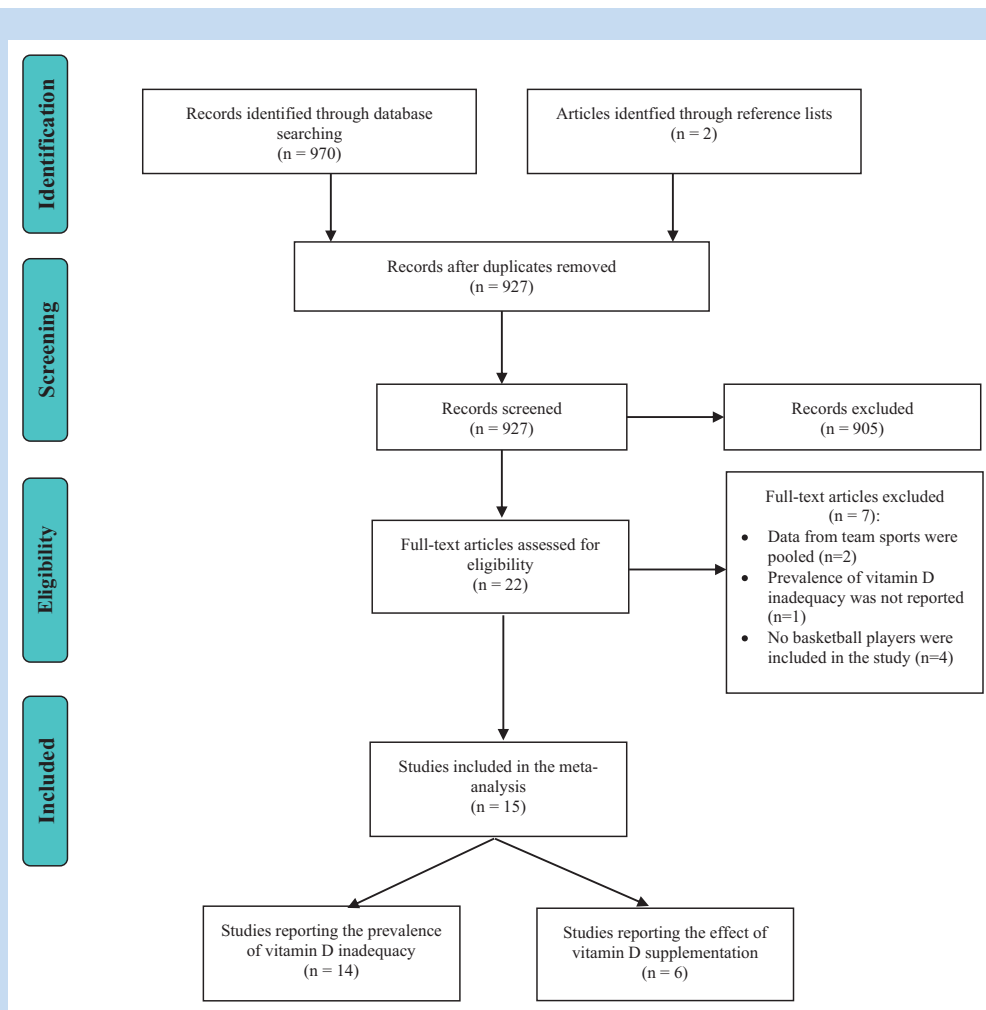 Identification
Records identified through database
searching
(n = 970)
Articles identfied through reference lists
(n = 2)
Screening
Records after duplicates removed
(n = 927)
Records screened
(n = 927)
Records excluded
(n = 905)
Eligibility
Full-text articles assessed for
eligibility
(n = 22)
Full-text articles excluded
(n = 7):
• Data from team sports were
pooled (n=2)
• Prevalence of vitamin D
inadequacy was not reported
(n=1)
• No basketball players were
included in the study (n=4)
Included
Studies included in the meta-
analysis
(n = 15)
Studies reporting the prevalence
of vitamin D inadequacy
(n = 14)
Studies reporting the effect of
vitamin D supplementation
(n = 6)